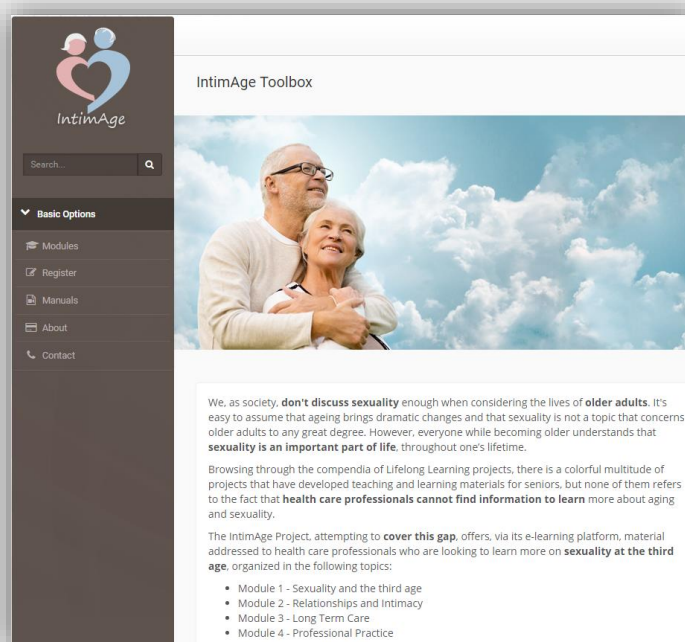 IntimAge
Search...
Basic Options
Modules
Register
Manuals
About
Contact
IntimAge Toolbox
We, as society, don't discuss sexuality enough when considering the lives of older adults. It's
easy to assume that ageing brings dramatic changes and that sexuality is not a topic that concerns
older adults to any great degree. However, everyone while becoming older understands that
sexuality is an important part of life, throughout one's lifetime.
Browsing through the compendia of Lifelong Learning projects, there is a colorful multitude of
projects that have developed teaching and learning materials for seniors, but none of them refers
to the fact that health care professionals cannot find information to learn more about aging
and sexuality.
The IntimAge Project, attempting to cover this gap, offers, via its e-learning platform, material
addressed to health care professionals who are looking to learn more on sexuality at the third
age, organized in the following topics:
• Module 1 - Sexuality and the third age
• Module 2 - Relationships and Intimacy
• Module 3 - Long Term Care
• Module 4 - Professional Practice